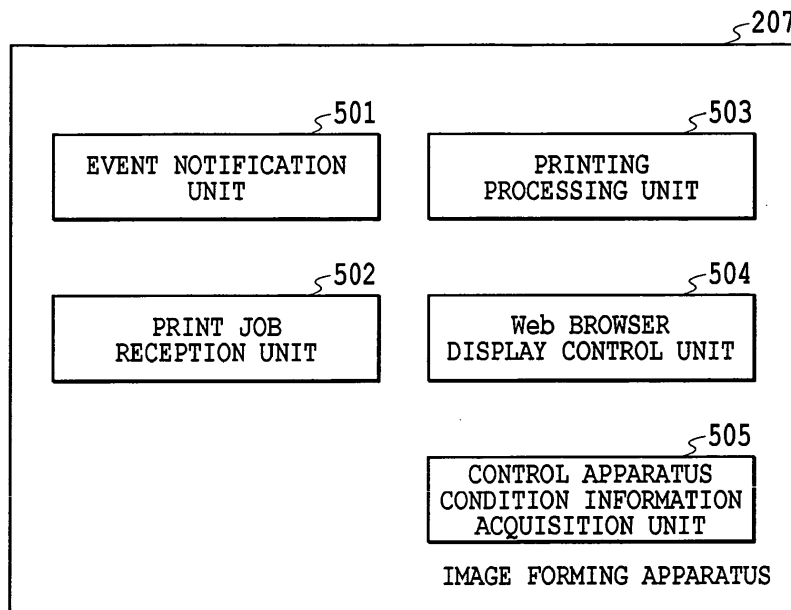 207
501
EVENT NOTIFICATION
UNIT
503
PRINTING
PROCESSING UNIT
502
PRINT JOB
RECEPTION UNIT
504
Web BROWSER
DISPLAY CONTROL UNIT
505
CONTROL APPARATUS
CONDITION INFORMATION
ACQUISITION UNIT
IMAGE FORMING APPARATUS